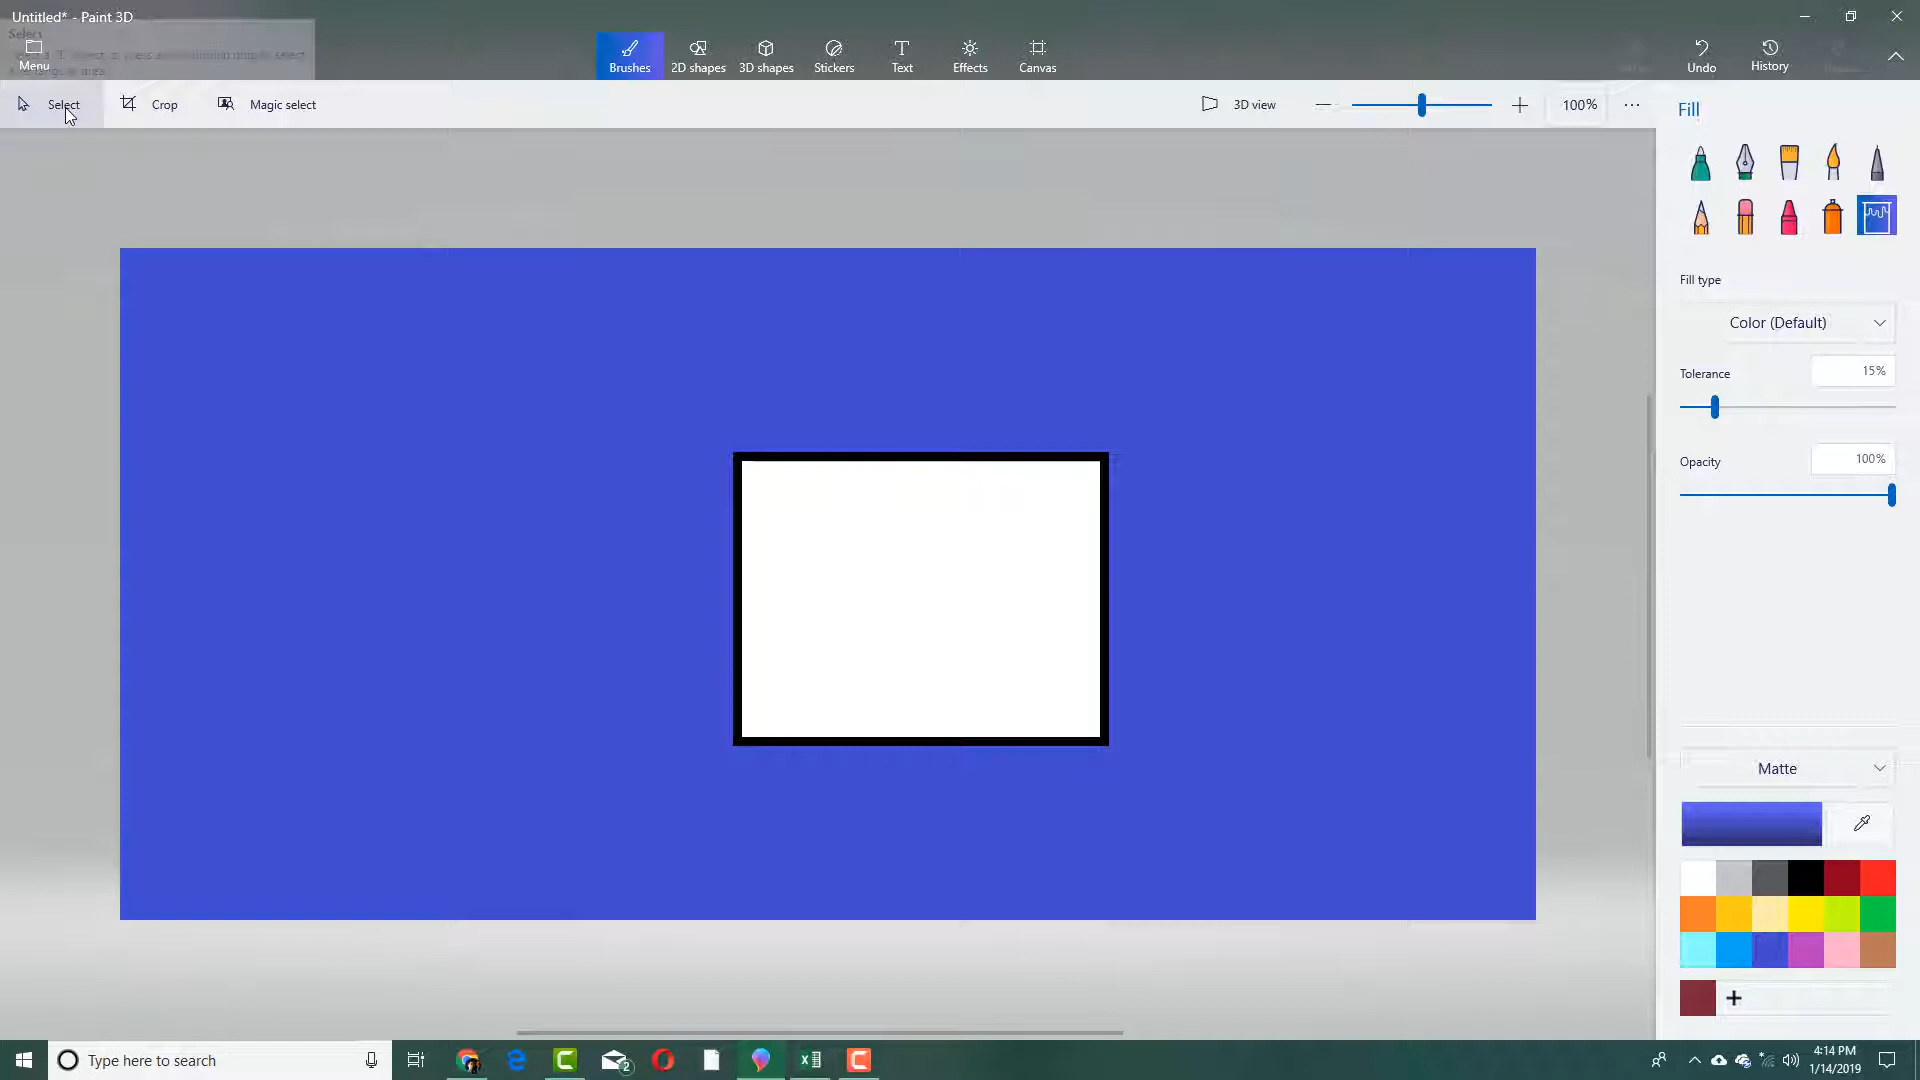 Untitled* - Paint 3D
Select
Menu
Brushes
2D shapes
3D shapes
Stickers
Text
Effects
Canvas
Undo
History
Select
Crop
Magic select
3D view
100%
Fill
Fill type
Color (Default)
Tolerance
15%
Opacity
100%
Matte
Type here to search
2
4:14 PM
1/14/2019